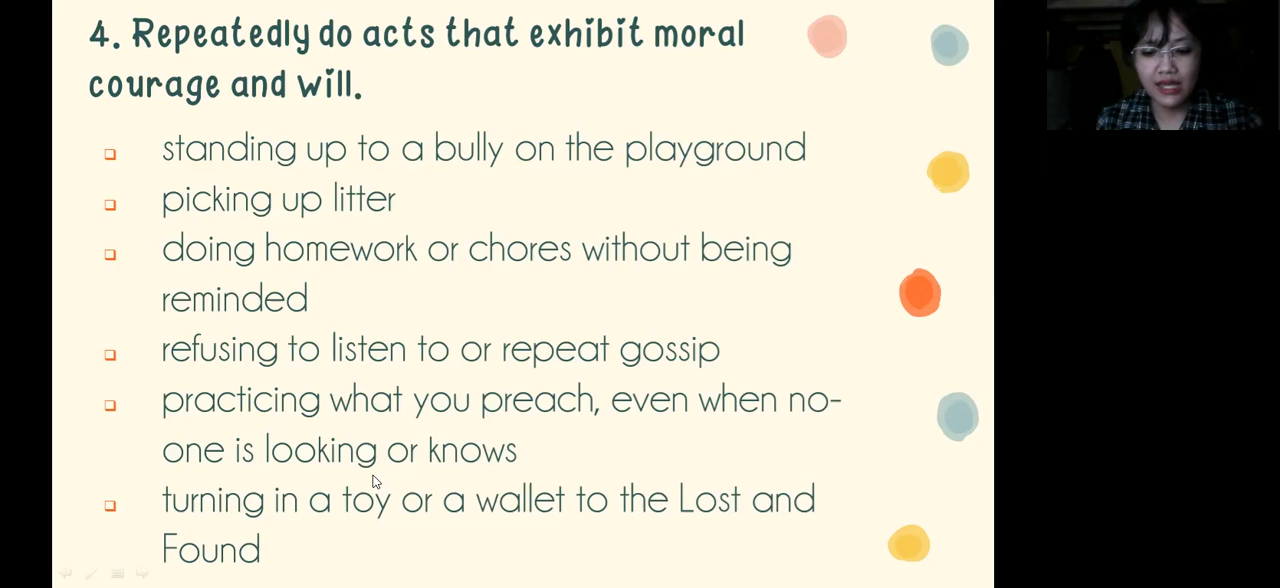 4. Repeatedly do acts that exhibit moral
courage and will.
standing up to a bully on the playground
picking up litter
doing homework or chores without being
reminded
refusing to listen to or repeat gossip
practicing what you preach, even when no-
one is looking or knows
turning in a toy or a wallet to the Lost and
Found